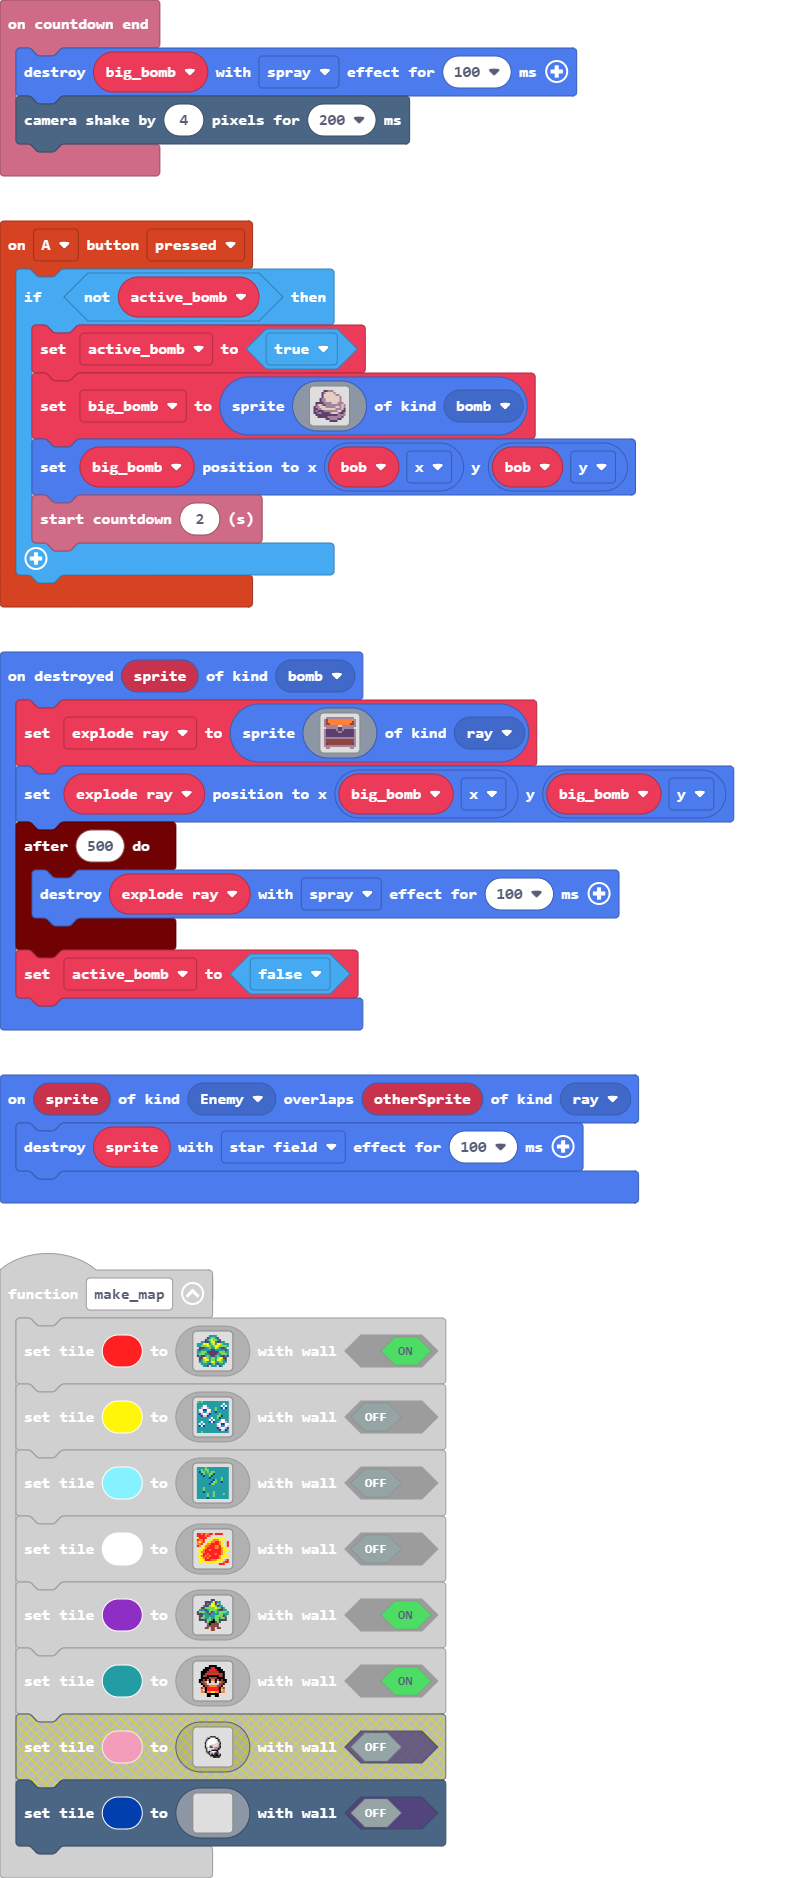 on countdown end
destroy big_bomb with spray effect for 100 ms
camera shake by 4 pixels for 200 ms
on A button pressed
if not active_bomb then
set active_bomb to true
set big_bomb to sprite of kind bomb
set big_bomb position to x bob x y bob y
start countdown 2 (s)
on destroyed sprite of kind bomb
set explode ray to sprite of kind ray
set explode ray position to x big_bomb x y big_bomb y
after 500 do
destroy explode ray with spray effect for 100 ms
set active_bomb to false
on sprite of kind Enemy overlaps otherSprite of kind ray
destroy sprite with star field effect for 100 ms
function make_map
set tile to with wall ON
set tile to with wall OFF
set tile to with wall OFF
set tile to with wall OFF
set tile to with wall ON
set tile to with wall ON
set tile to with wall OFF
set tile to with wall OFF